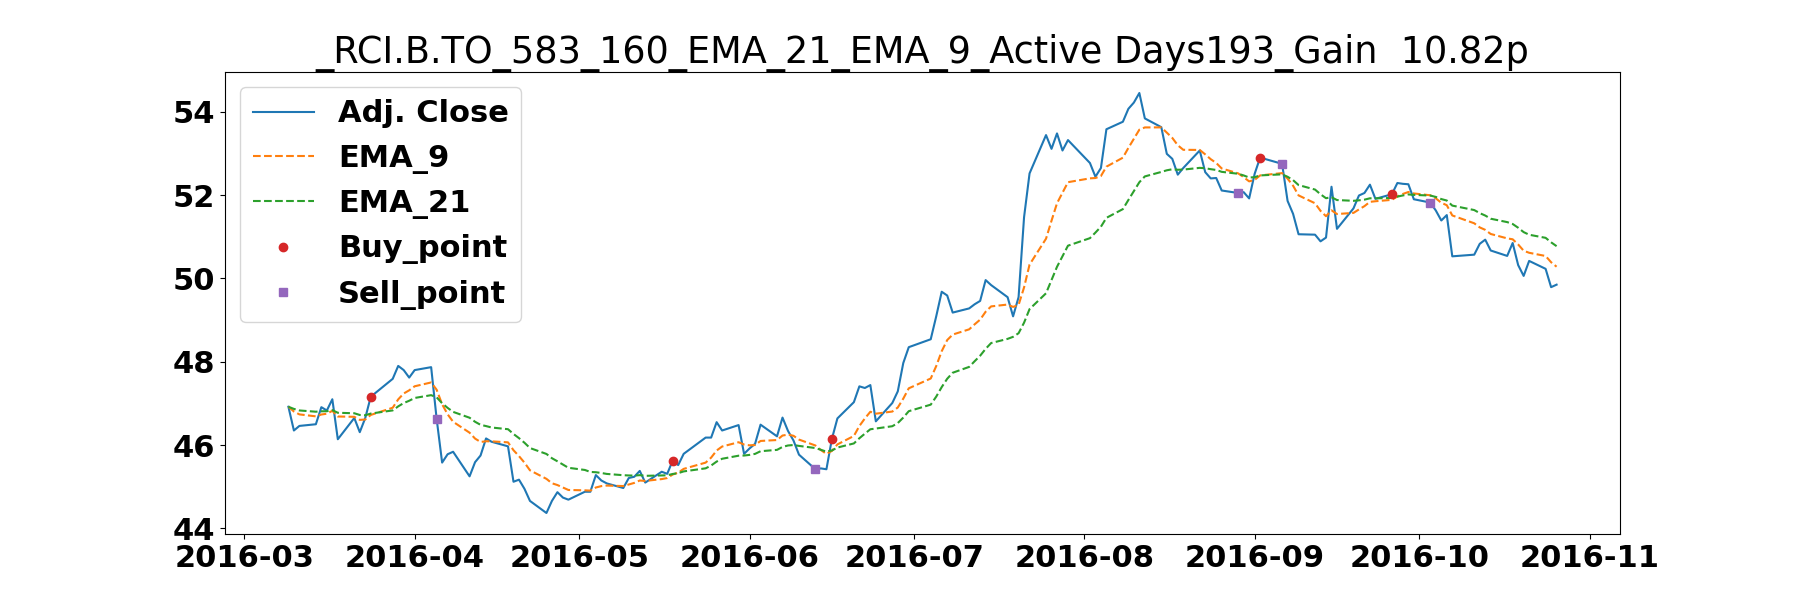 _RCI.B.TO_583_160_EMA_21_EMA_9_Active Days193_Gain  10.82p
Adj. Close
EMA_9
EMA_21
Buy_point
Sell_point
54
52
50
48
46
44
2016-03 2016-04 2016-05 2016-06 2016-07 2016-08 2016-09 2016-10 2016-11